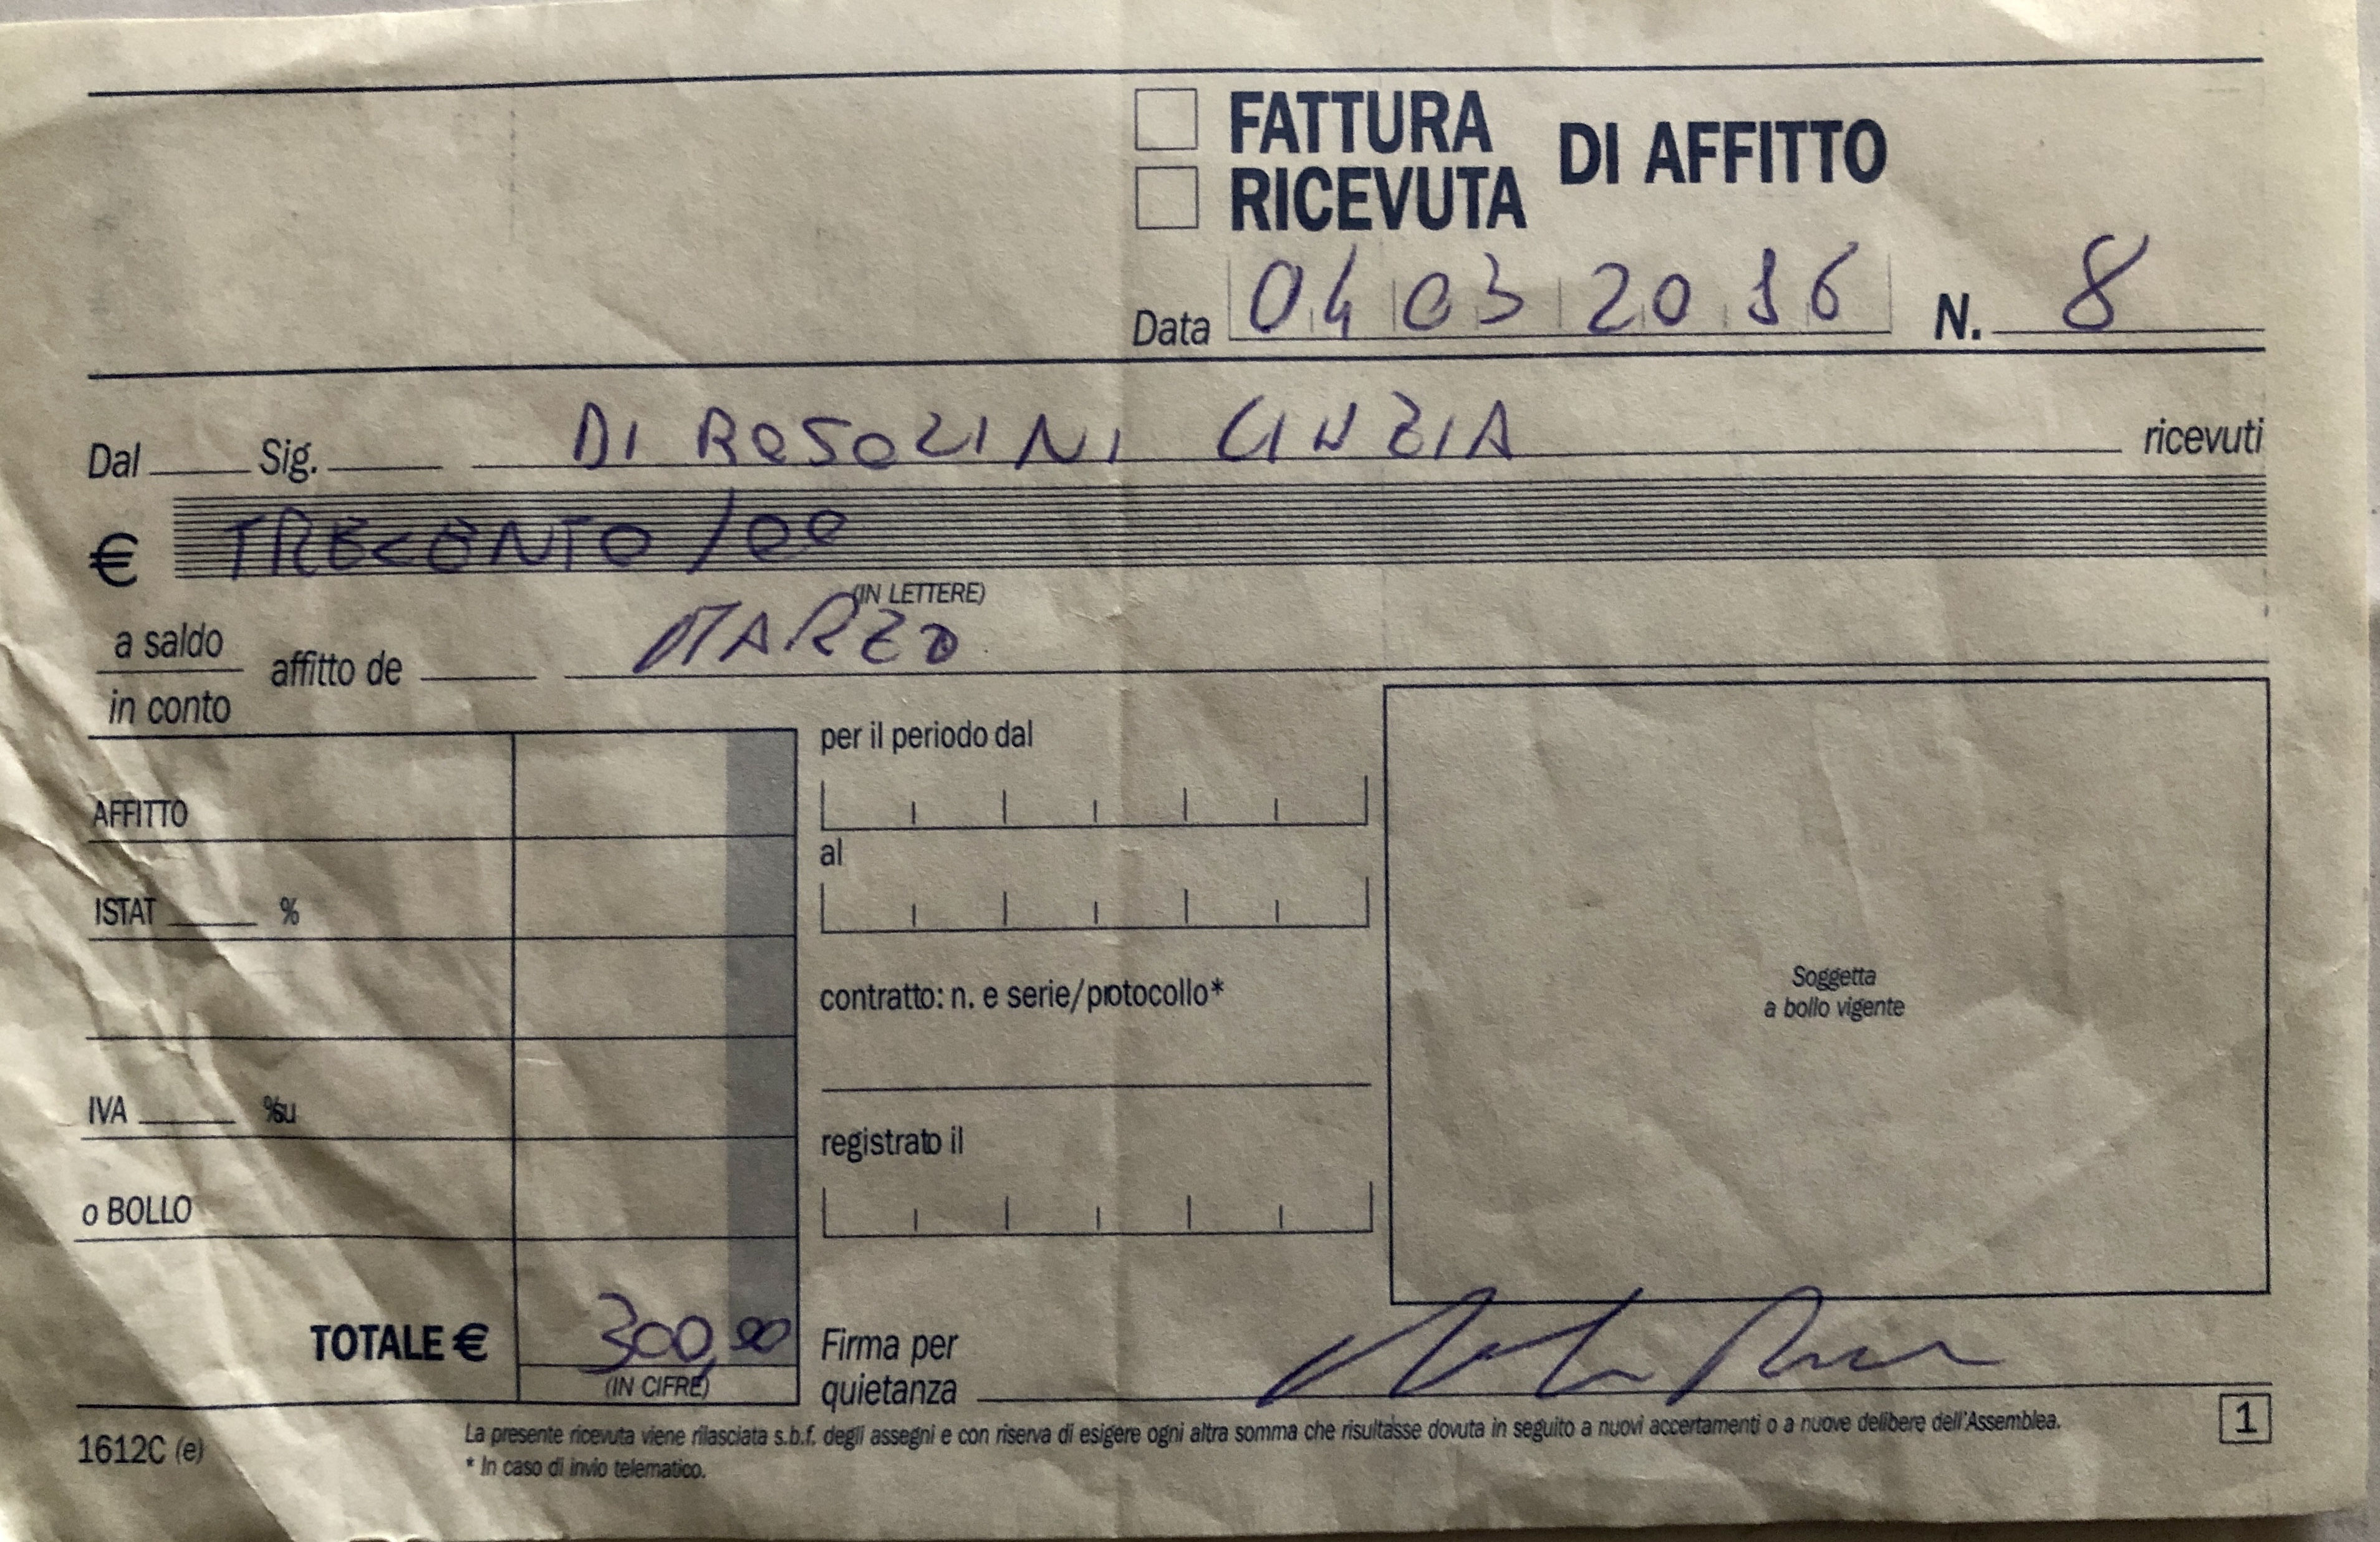 FATTURA
RICEVUTA DI AFFITTO
Data 04 03 2016 N. 8
Dal Sig. DI ROSOLINI CINZIA ricevuti
€ TRECENTO/00
(IN LETTERE)
a saldo
in conto
affitto de MARZO
AFFITTO
ISTAT %
IVA %su
o BOLLO
TOTALE € 300,00
(IN CIFRE)
per il periodo dal
al
contratto: n. e serie/protocollo*
registrato il
Soggetta
a bollo vigente
Firma per
quietanza
1612C (e)
La presente ricevuta viene rilasciata s.b.f. degli assegni e con riserva di esigere ogni altra somma che risultasse dovuta in seguito a nuovi accertamenti o a nuove delibere dell'Assemblea.
* In caso di invio telematico.
1